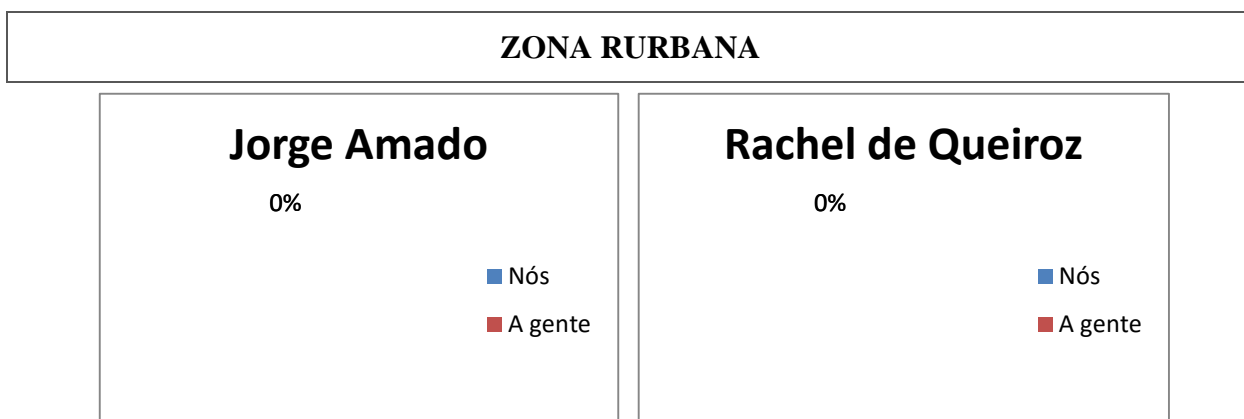 ZONA RURBANA
Jorge Amado
0%
Nós
A gente
Rachel de Queiroz
0%
Nós
A gente